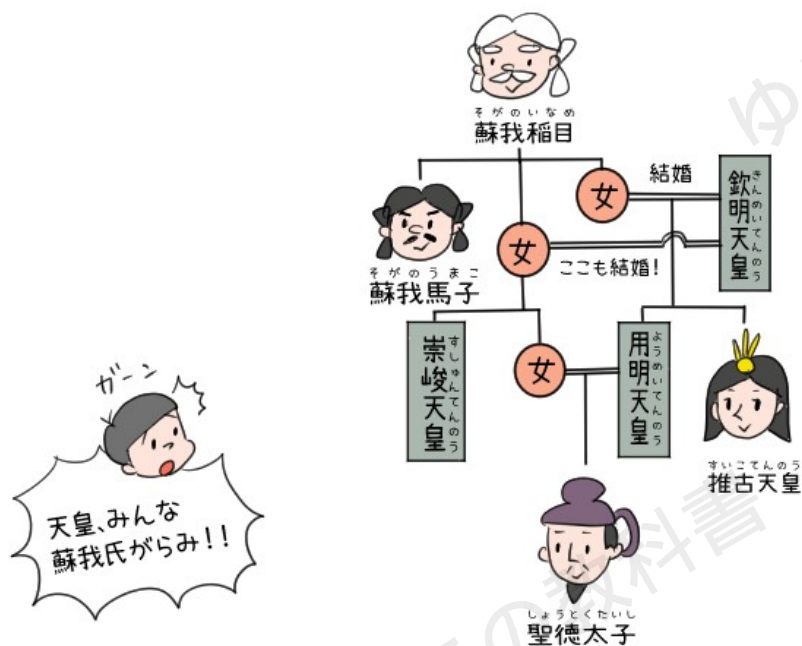 そがのいなめ
蘇我稲目
女
結婚
きんめいてんのう
欽明天皇
女
ここも結婚!
そがのうまこ
蘇我馬子
すしゅんてんのう
崇峻天皇
女
ようめいてんのう
用明天皇
すいこてんのう
推古天皇
ガーン
天皇、みんな
蘇我氏がらみ!!
しょうとくたいし
聖徳太子
ゆ
の教科書